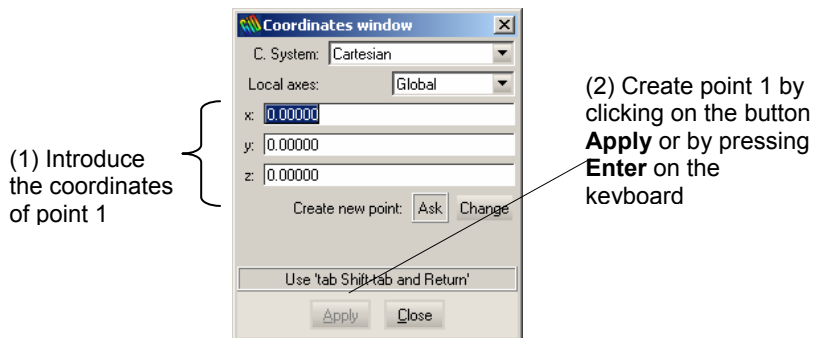 Coordinates window
C. System: Cartesian
Local axes: Global
x: 0.00000
y: 0.00000
z: 0.00000
Create new point: Ask Change
Use 'tab Shift-tab and Return'
Apply Close
(1) Introduce
the coordinates
of point 1
(2) Create point 1 by
clicking on the button
Apply or by pressing
Enter on the
keyboard